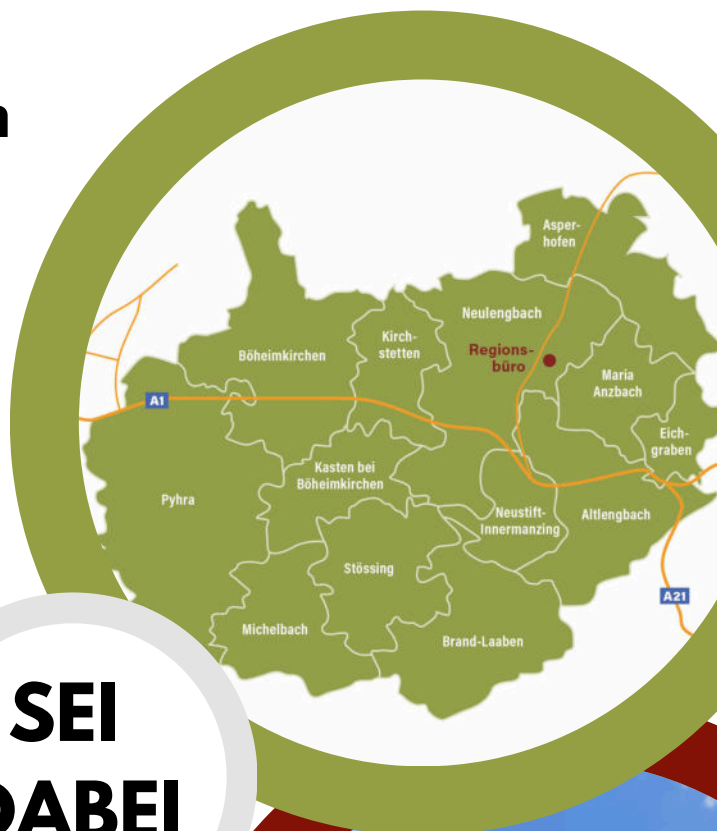 Asper-
hofen
Neulengbach
Kirch-
stetten
Böheimkirchen
Regions-
büro
Maria
Anzbach
A1
Eich-
graben
Kasten bei
Böheimkirchen
Pyhra
Neustift-
Innermanzing
Altlengbach
Stössing
A21
Michelbach
Brand-Laaben
SEI
DABEI